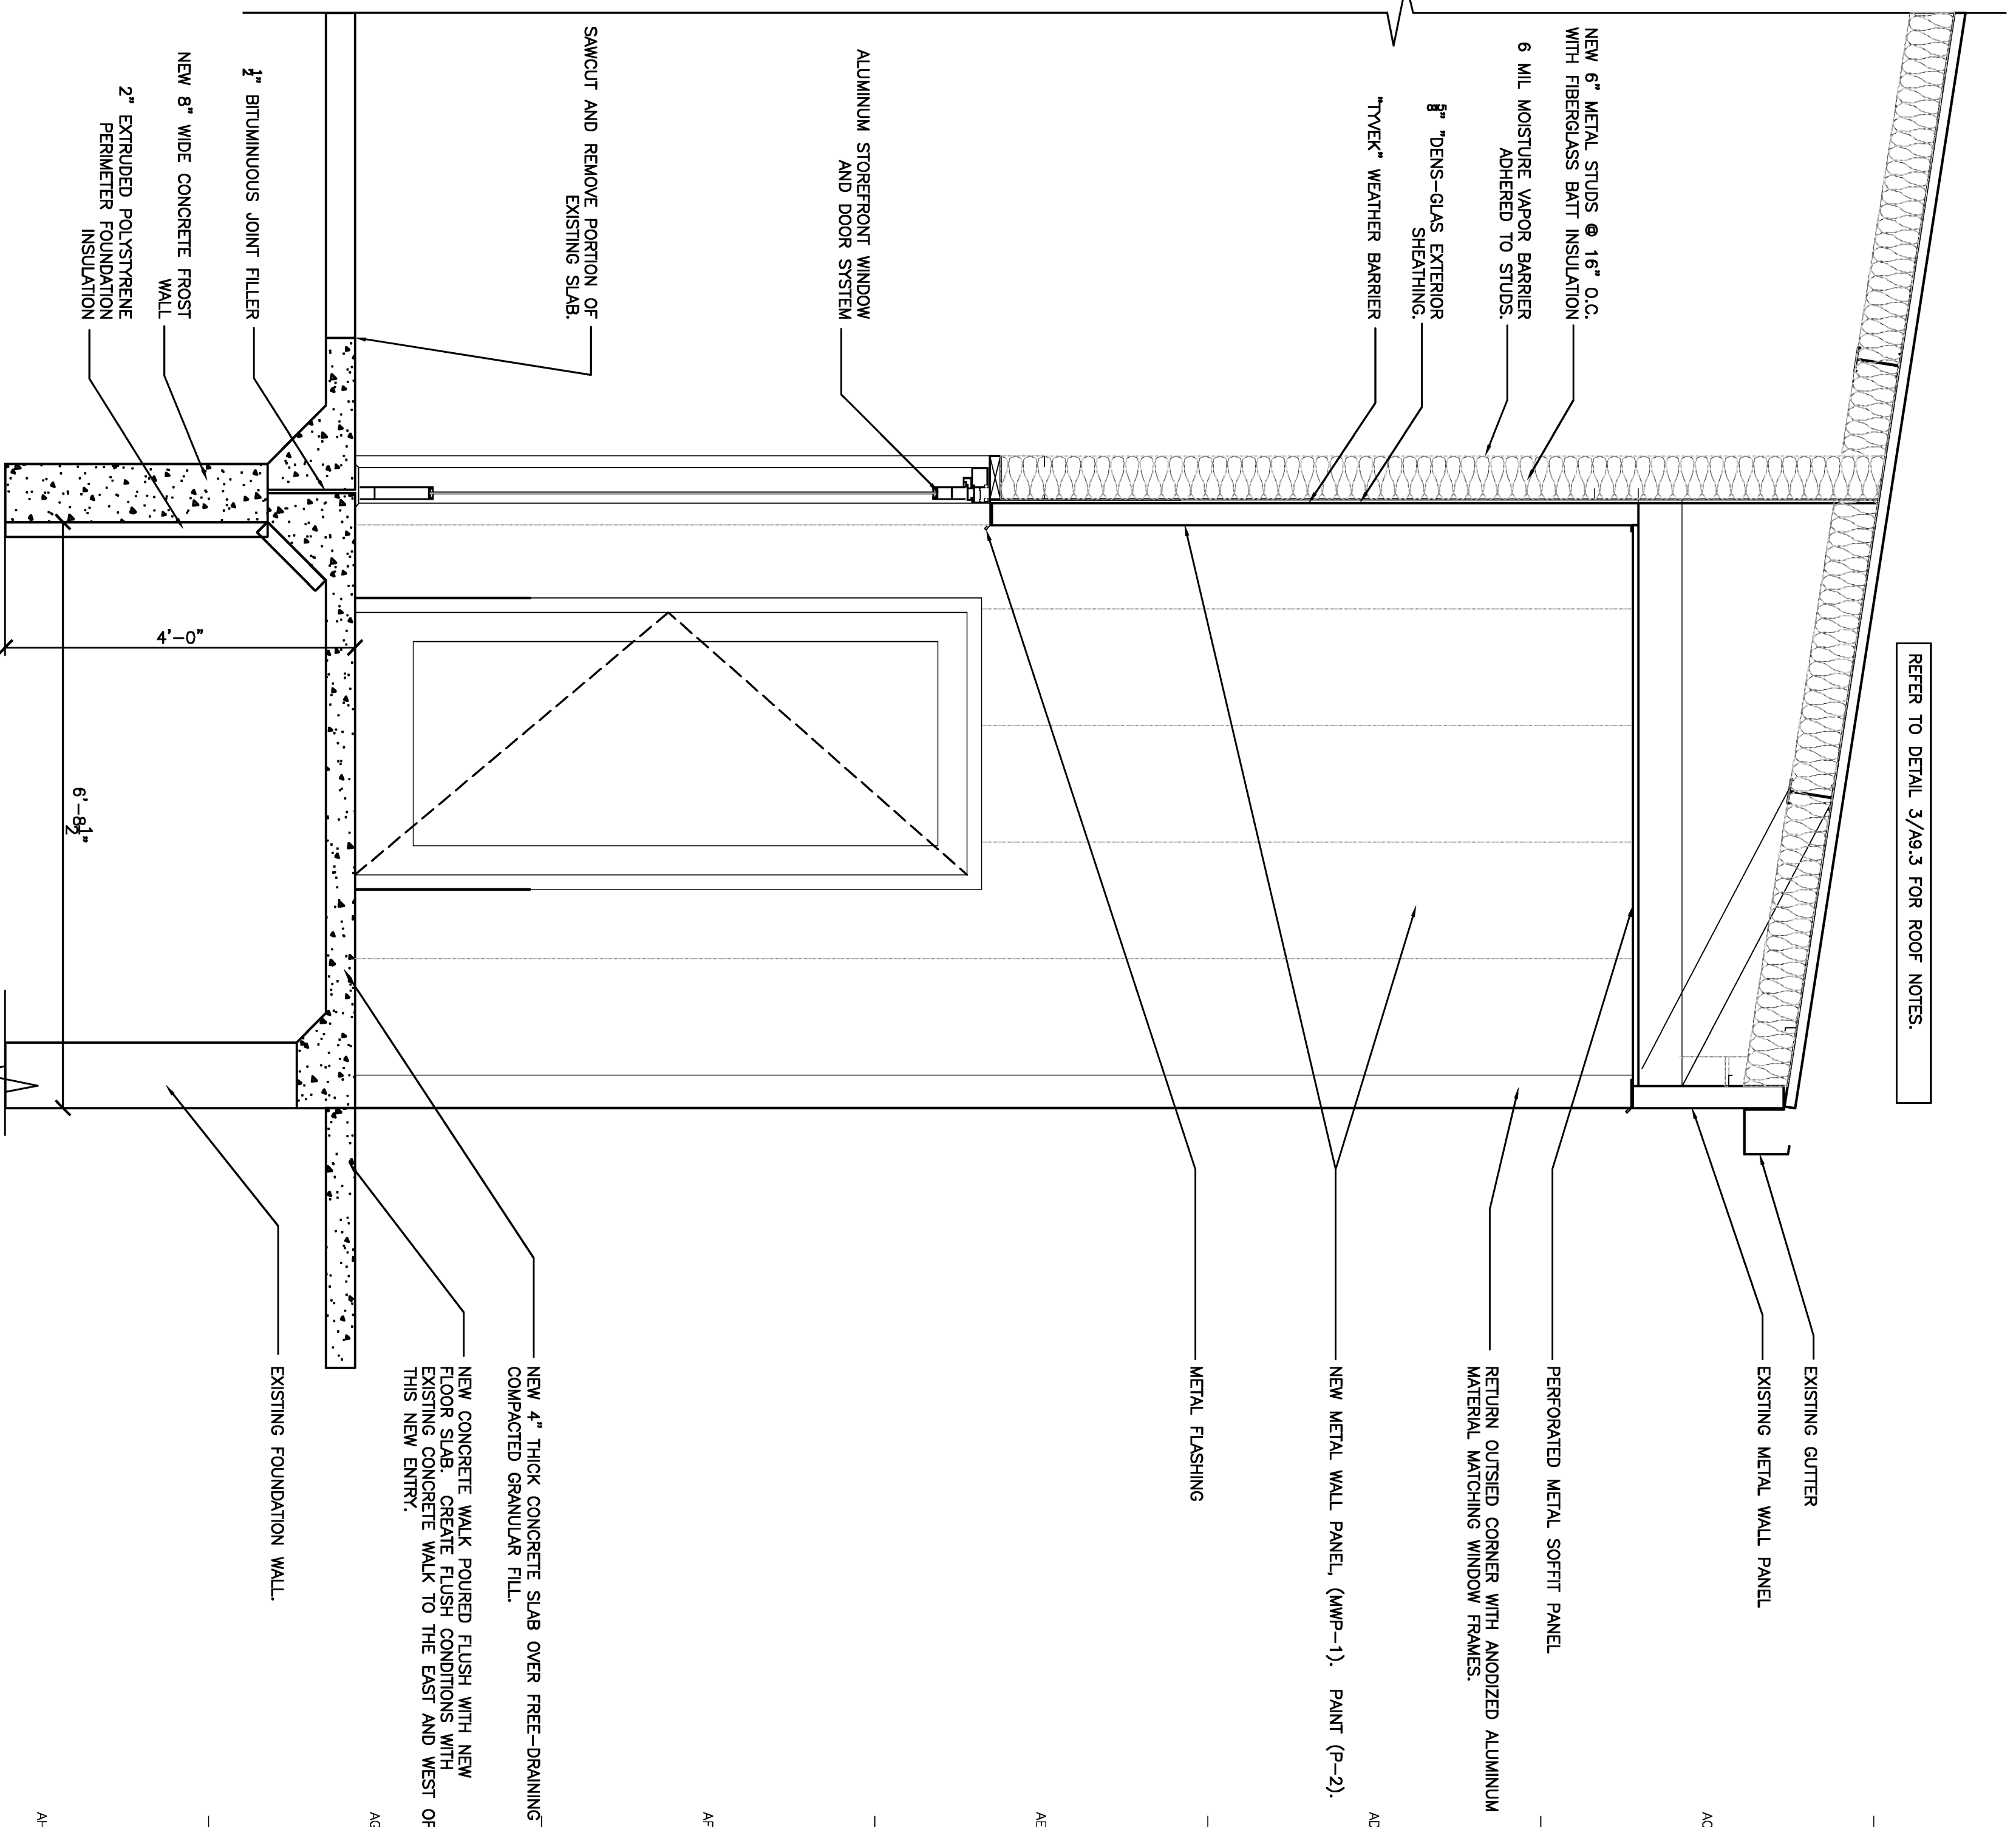 REFER TO DETAIL 3/A9.3 FOR ROOF NOTES.
NEW 6" METAL STUDS @ 16" O.C.
WITH FIBERGLASS BATT INSULATION
6 MIL MOISTURE VAPOR BARRIER
ADHERED TO STUDS.
5/8" "DENS-GLAS EXTERIOR
SHEATHING.
"TYVEK" WEATHER BARRIER
ALUMINUM STOREFRONT WINDOW
AND DOOR SYSTEM
SAWCUT AND REMOVE PORTION OF
EXISTING SLAB.
1/2" BITUMINUOUS JOINT FILLER
NEW 8" WIDE CONCRETE FROST
WALL
2" EXTRUDED POLYSTYRENE
PERIMETER FOUNDATION
INSULATION
4'-0"
6'-8 1/2"
EXISTING GUTTER
EXISTING METAL WALL PANEL
PERFORATED METAL SOFFIT PANEL
RETURN OUTSIED CORNER WITH ANODIZED ALUMINUM
MATERIAL MATCHING WINDOW FRAMES.
NEW METAL WALL PANEL, (MWP-1). PAINT (P-2).
METAL FLASHING
NEW 4" THICK CONCRETE SLAB OVER FREE-DRAINING
COMPACTED GRANULAR FILL.
NEW CONCRETE WALK POURED FLUSH WITH NEW
FLOOR SLAB. CREATE FLUSH CONDITIONS WITH
EXISTING CONCRETE WALK TO THE EAST AND WEST OF
THIS NEW ENTRY.
EXISTING FOUNDATION WALL.
AD
AE
AF